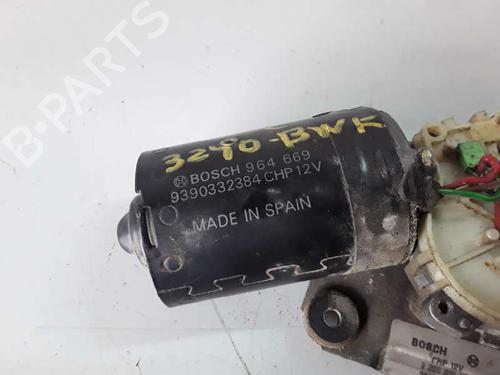 B-Parts
3240-BWK
BOSCH 964 669
9390332384 CHP 12V
MADE IN SPAIN
BOSCH
CHP 12V